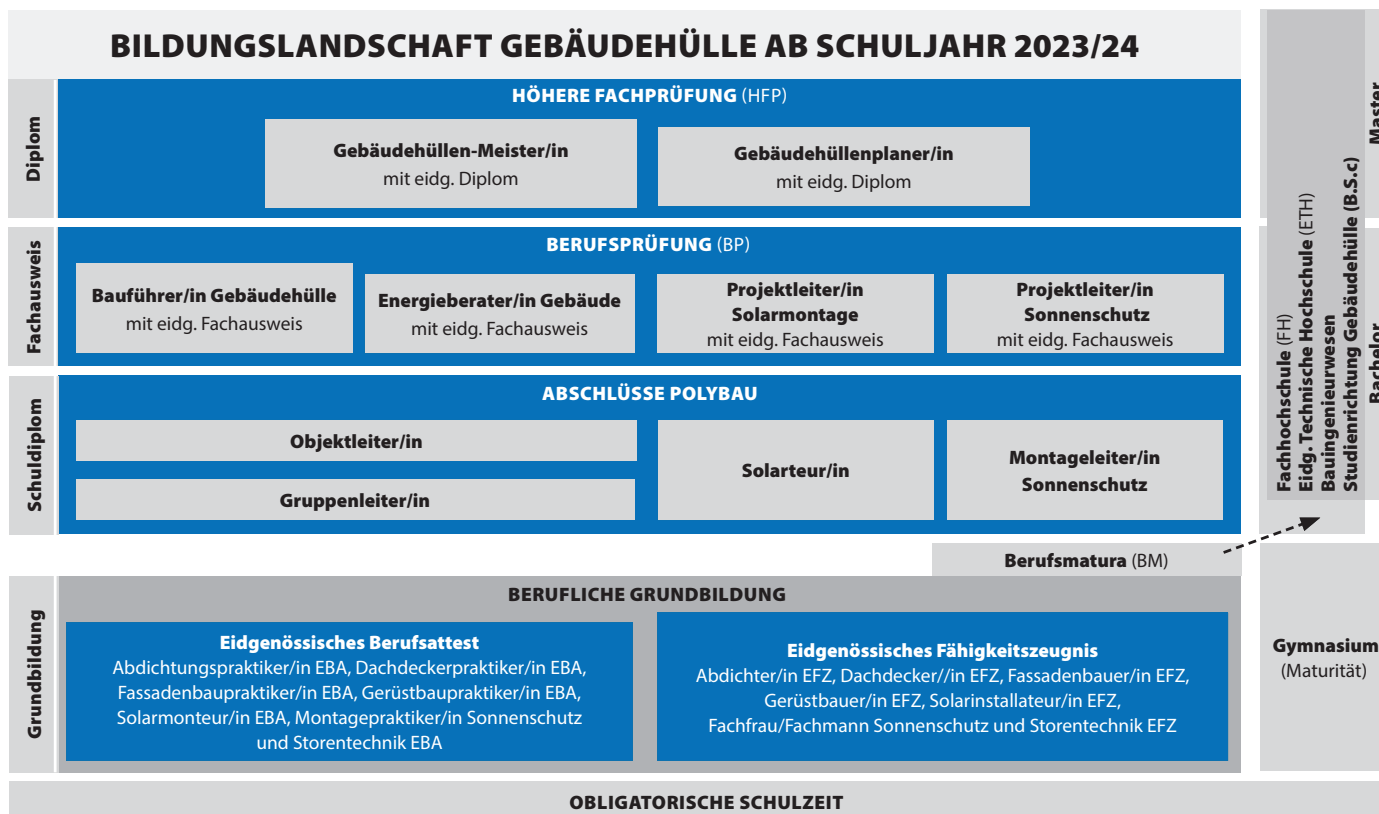 BILDUNGSLANDSCHAFT GEBÄUDEHÜLLE AB SCHULJAHR 2023/24
Diplom
HÖHERE FACHPRÜFUNG (HFP)
Gebäudehüllen-Meister/in
mit eidg. Diplom
Gebäudehüllenplaner/in
mit eidg. Diplom
Fachausweis
BERUFSPRÜFUNG (BP)
Bauführer/in Gebäudehülle
mit eidg. Fachausweis
Energieberater/in Gebäude
mit eidg. Fachausweis
Projektleiter/in
Solarmontage
mit eidg. Fachausweis
Projektleiter/in
Sonnenschutz
mit eidg. Fachausweis
Schuldiplom
ABSCHLÜSSE POLYBAU
Objektleiter/in
Gruppenleiter/in
Solarteur/in
Montageleiter/in
Sonnenschutz
Berufsmatura (BM)
Grundbildung
BERUFLICHE GRUNDBILDUNG
Eidgenössisches Berufsattest
Abdichtungspraktiker/in EBA, Dachdeckerpraktiker/in EBA,
Fassadenbaupraktiker/in EBA, Gerüstbaupraktiker/in EBA,
Solarmonteur/in EBA, Montagepraktiker/in Sonnenschutz
und Storentechnik EBA
Eidgenössisches Fähigkeitszeugnis
Abdichter/in EFZ, Dachdecker//in EFZ, Fassadenbauer/in EFZ,
Gerüstbauer/in EFZ, Solarinstallateur/in EFZ,
Fachfrau/Fachmann Sonnenschutz und Storentechnik EFZ
Fachhochschule (FH)
Eidg. Technische Hochschule (ETH)
Bauingenieurwesen
Studienrichtung Gebäudehülle (B.S.c)
Master
Bachelor
Gymnasium
(Maturität)
OBLIGATORISCHE SCHULZEIT